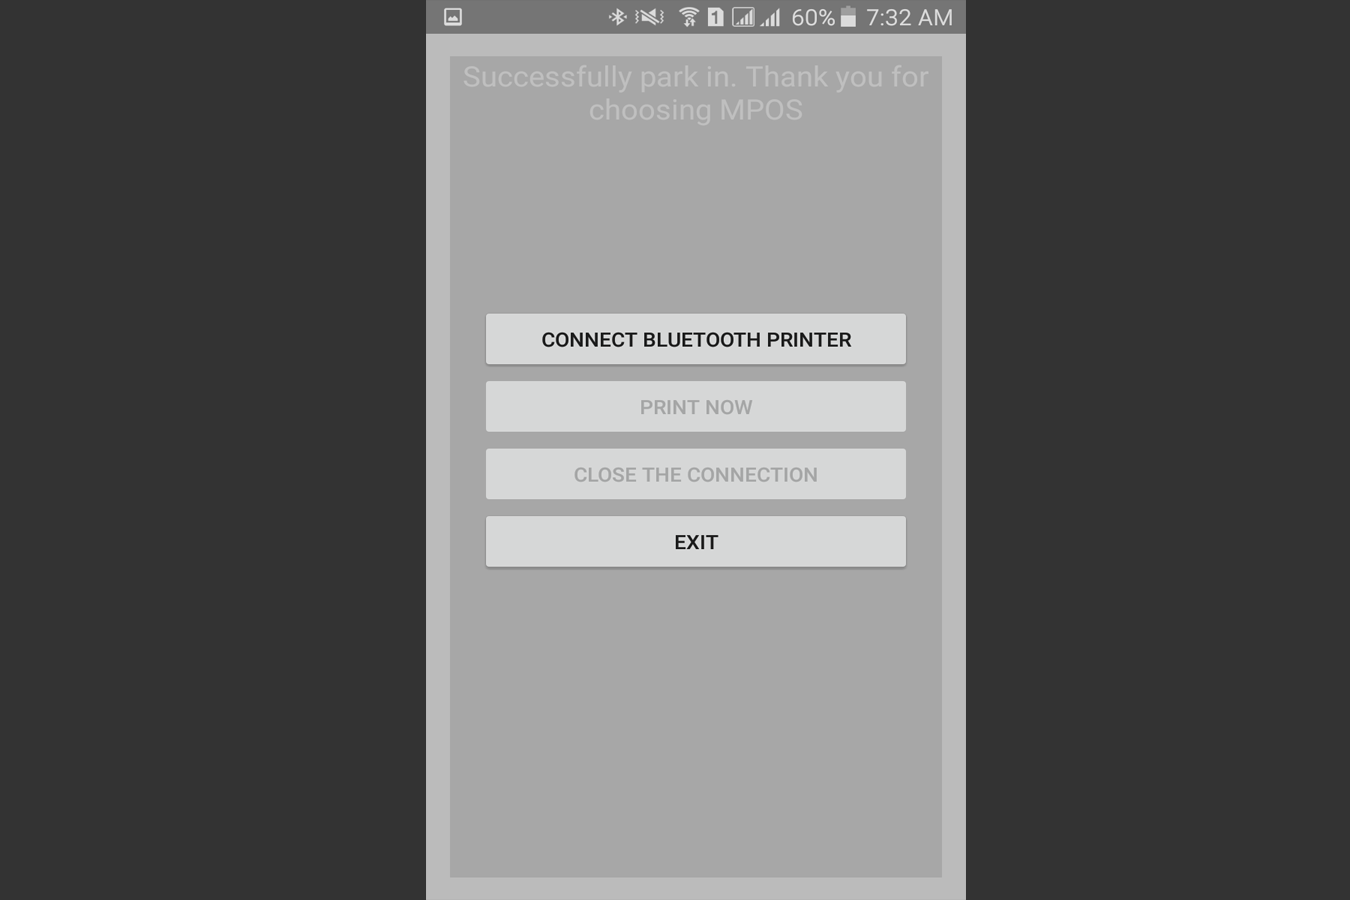 1 60% 7:32 AM
Successfully park in. Thank you for
choosing MPOS
CONNECT BLUETOOTH PRINTER
PRINT NOW
CLOSE THE CONNECTION
EXIT